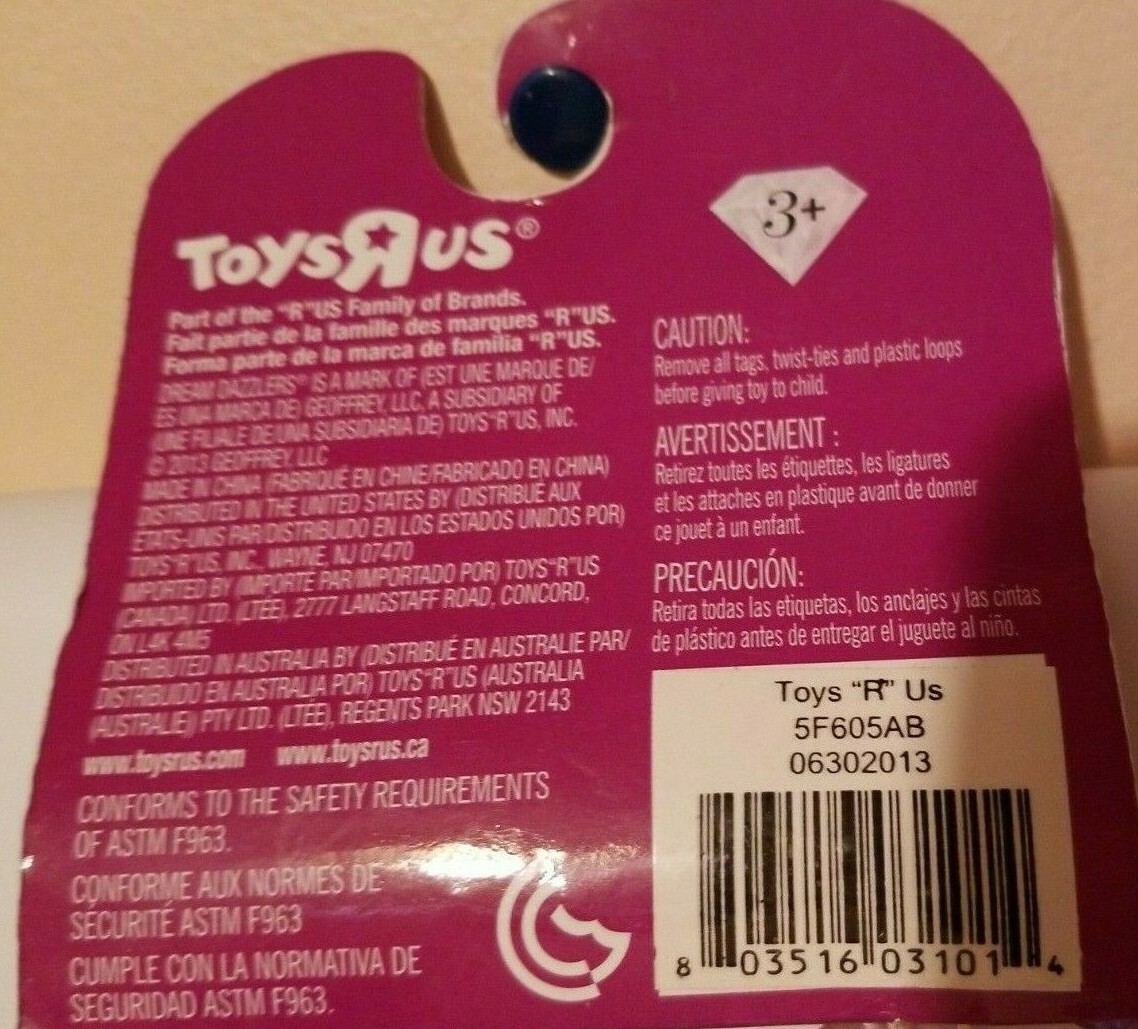 ToysЯus®
Part of the "R"US Family of Brands.
Fait partie de la famille des marques "R"US.
Forma parte de la marca de familia "R"US.
DREAM DAZZLERS™ IS A MARK OF (EST UNE MARQUE DE/
ES UNA MARCA DE) GEOFFREY, LLC, A SUBSIDIARY OF
(UNE FILIALE DE UNA SUBSIDIARIA DE) TOYS"R"US, INC.
© 2013 GEOFFREY, LLC
MADE IN CHINA (FABRIQUÉ EN CHINE/FABRICADO EN CHINA)
DISTRIBUTED IN THE UNITED STATES BY (DISTRIBUÉ AUX
ÉTATS-UNIS PAR/DISTRIBUIDO EN LOS ESTADOS UNIDOS POR)
TOYS"R"US, INC., WAYNE, NJ 07470
IMPORTED BY (IMPORTÉ PAR/IMPORTADO POR) TOYS"R"US
(CANADA) LTD. (LTÉE), 2777 LANGSTAFF ROAD, CONCORD,
ON L4K 4M5
DISTRIBUTED IN AUSTRALIA BY (DISTRIBUÉ EN AUSTRALIE PAR/
DISTRIBUIDO EN AUSTRALIA POR) TOYS"R"US (AUSTRALIA
(AUSTRALIE) PTY LTD. (LTÉE), REGENTS PARK NSW 2143
www.toysrus.com www.toysrus.ca
CONFORMS TO THE SAFETY REQUIREMENTS
OF ASTM F963.
CONFORME AUX NORMES DE
SÉCURITÉ ASTM F963
CUMPLE CON LA NORMATIVA DE
SEGURIDAD ASTM F963.
3+
CAUTION:
Remove all tags, twist-ties and plastic loops
before giving toy to child.
AVERTISSEMENT :
Retirez toutes les étiquettes, les ligatures
et les attaches en plastique avant de donner
ce jouet à un enfant.
PRECAUCIÓN:
Retira todas las etiquetas, los anclajes y las cintas
de plástico antes de entregar el juguete al niño.
Toys "R" Us
5F605AB
06302013
8 03516 03101 4